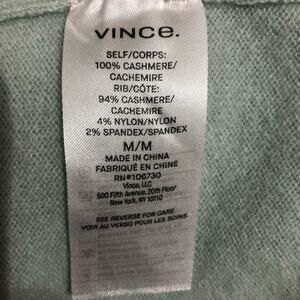 VINCE.
SELF/CORPS:
100% CASHMERE/
CACHEMIRE
RIB/CÔTE:
94% CASHMERE/
CACHEMIRE
4% NYLON/NYLON
2% SPANDEX/SPANDEX
M/M
MADE IN CHINA
FABRIQUÉ EN CHINE
RN#106730
Vince, LLC
500 Fifth Avenue, 20th Floor
New York, NY 10110
SEE REVERSE FOR CARE
VOIR AU VERSO POUR LES SOINS